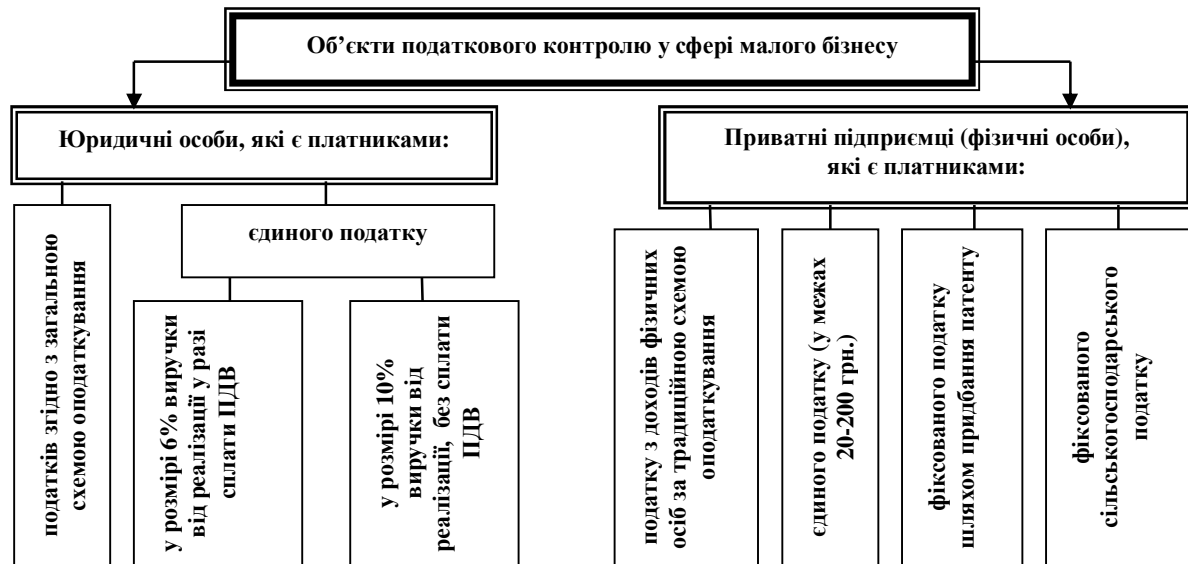 Об’єкти податкового контролю у сфері малого бізнесу
Юридичні особи, які є платниками:
Приватні підприємці (фізичні особи),
які є платниками:
податків згідно з загальною
схемою оподаткування
єдиного податку
у розмірі 6% виручки
від реалізації у разі
сплати ПДВ
у розмірі 10%
виручки від
реалізації, без сплати
ПДВ
податку з доходів фізичних
осіб за традиційною схемою
оподаткування
єдиного податку (у межах
20-200 грн.)
фіксованого податку
шляхом придбання патенту
фіксованого
сільськогосподарського
податку